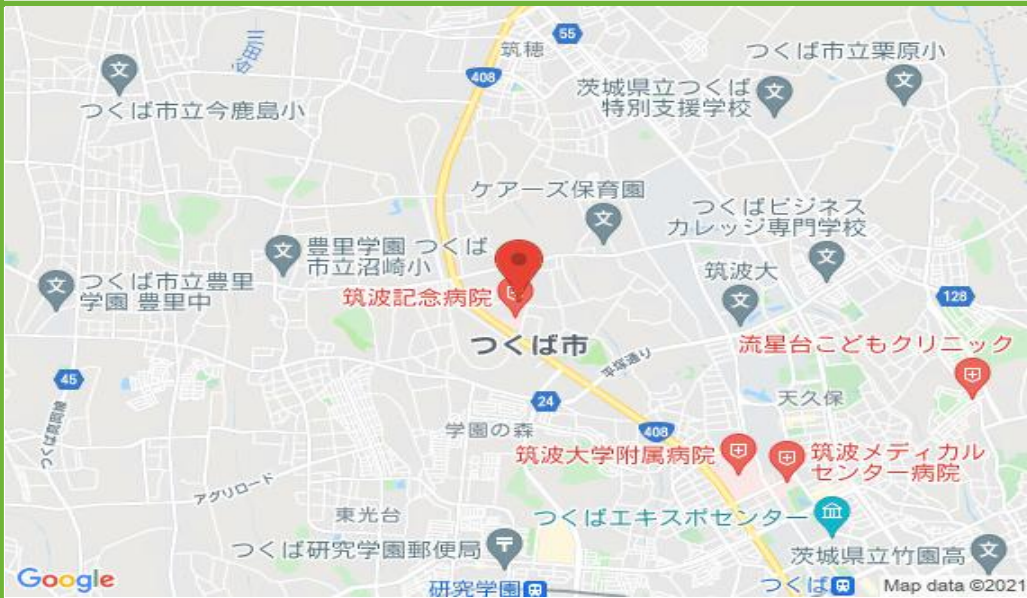 55
筑穂
つくば市立栗原小
408
茨城県立つくば
特別支援学校
つくば市立今鹿島小
ケアーズ保育園
つくばビジネス
カレッジ専門学校
豊里学園 つくば
市立沼崎小
筑波大
つくば市立豊里
学園 豊里中
筑波記念病院
128
つくば市
流星台こどもクリニック
平塚通り
45
24
天久保
学園の森
408
筑波大学附属病院
筑波メディカル
センター病院
アグリロード
東光台
つくばエキスポセンター
つくば研究学園郵便局
茨城県立竹園高
Google
研究学園
つくば
Map data ©2021